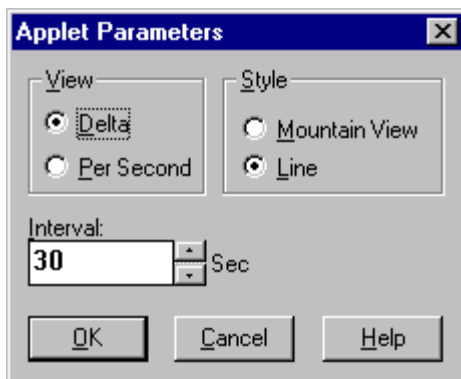 Applet Parameters
View
Delta
Per Second
Style
Mountain View
Line
Interval:
30
Sec
OK
Cancel
Help